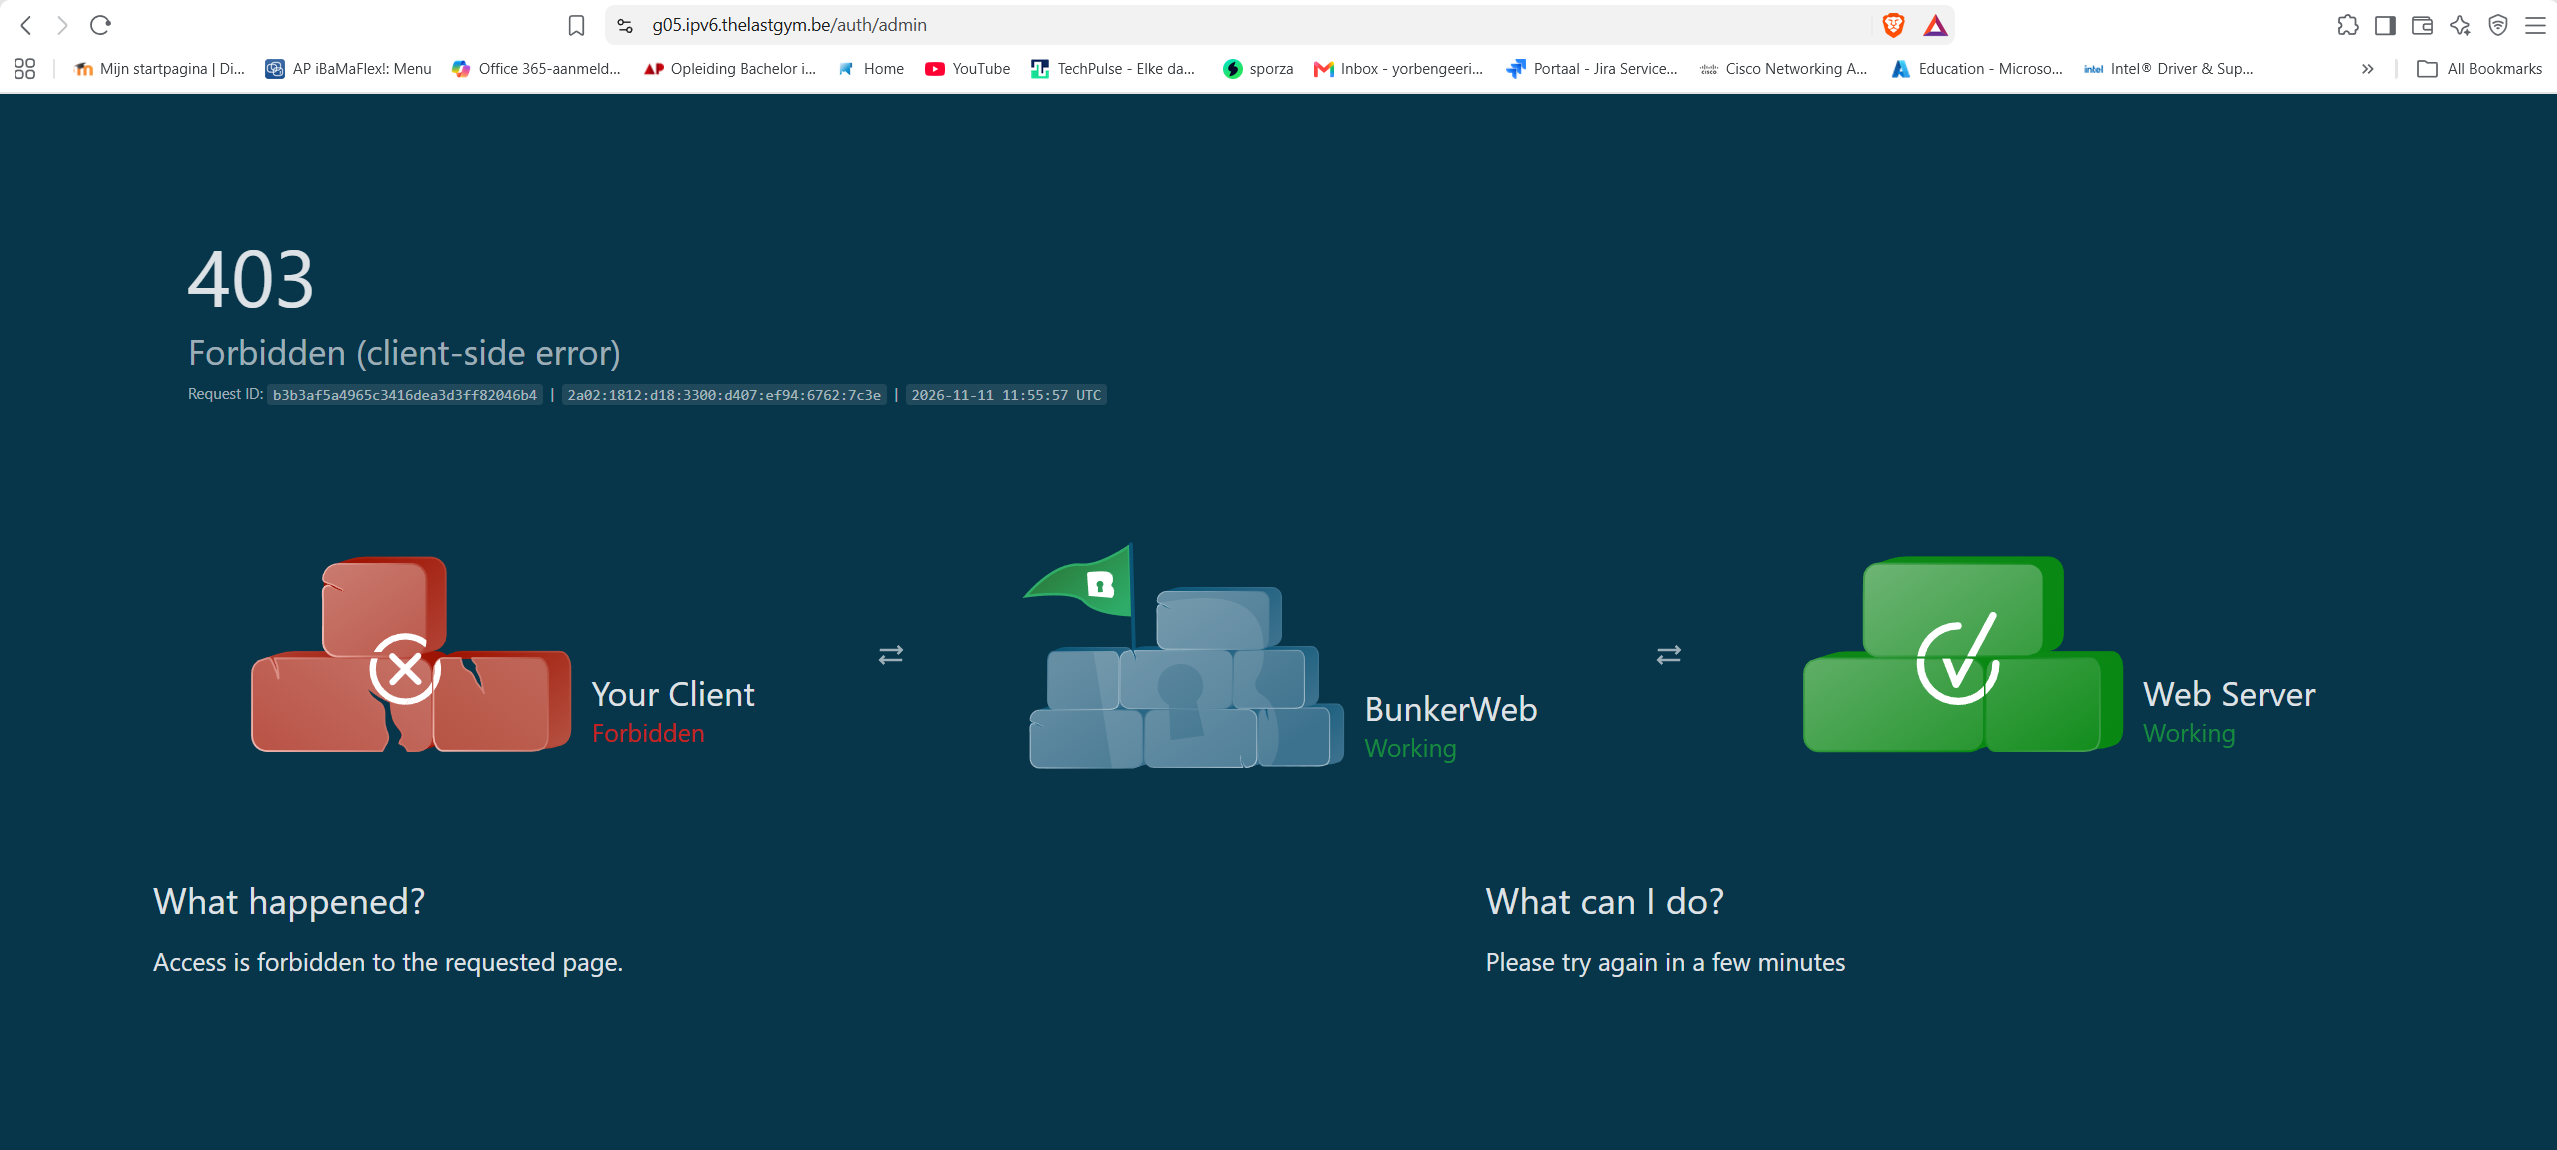 g05.ipv6.thelastgym.be/auth/admin
Mijn startpagina | Di... AP iBaMaFlex!: Menu Office 365-aanmeld... AP Opleiding Bachelor i... Home YouTube TechPulse - Elke da... sporza Inbox - yorbengeeri... Portaal - Jira Service... Cisco Networking A... Education - Microso... intel Intel® Driver & Sup... » All Bookmarks
403
Forbidden (client-side error)
Request ID: b3b3af5a4965c3416dea3d3ff82046b4 | 2a02:1812:d18:3300:d407:ef94:6762:7c3e | 2026-11-11 11:55:57 UTC
Your Client
Forbidden
B
BunkerWeb
Working
Web Server
Working
What happened?
Access is forbidden to the requested page.
What can I do?
Please try again in a few minutes